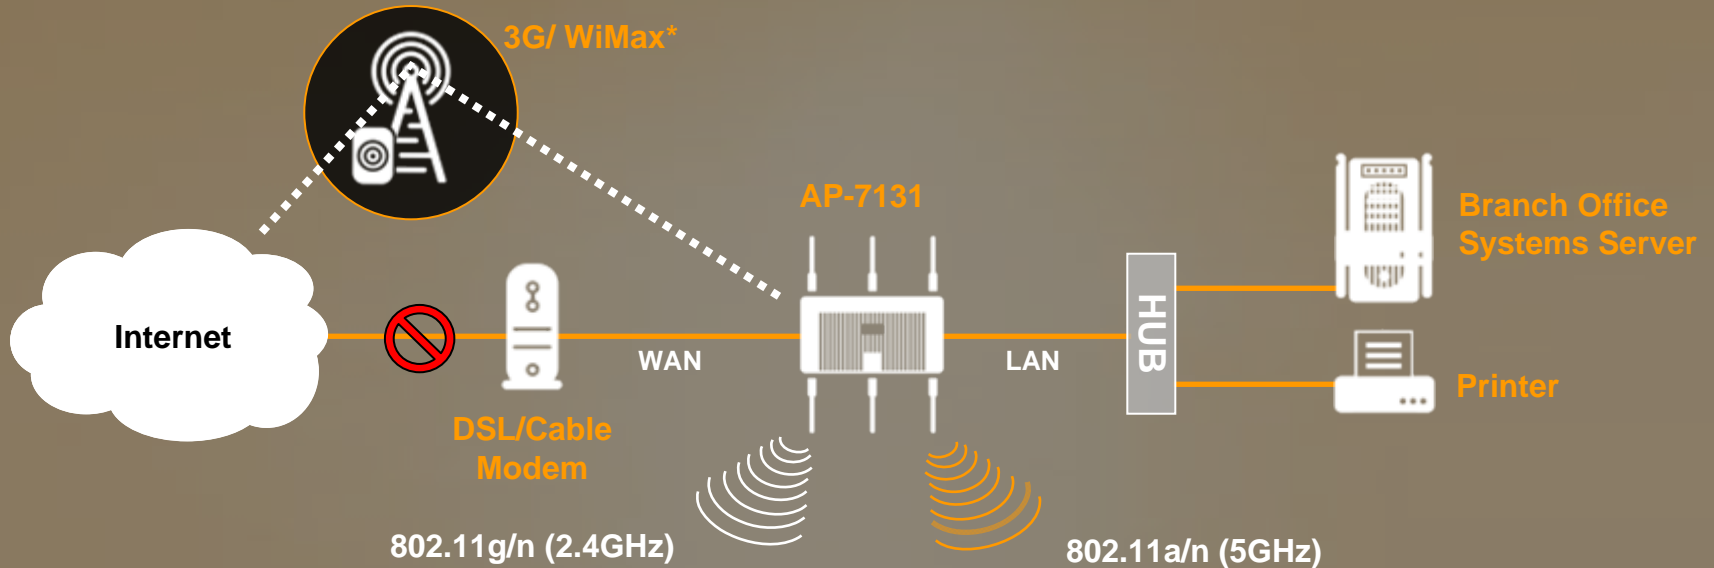 3G/ WiMax*
AP-7131
Branch Office
Systems Server
Internet
WAN
LAN
HUB
DSL/Cable
Modem
Printer
802.11g/n (2.4GHz)
802.11a/n (5GHz)